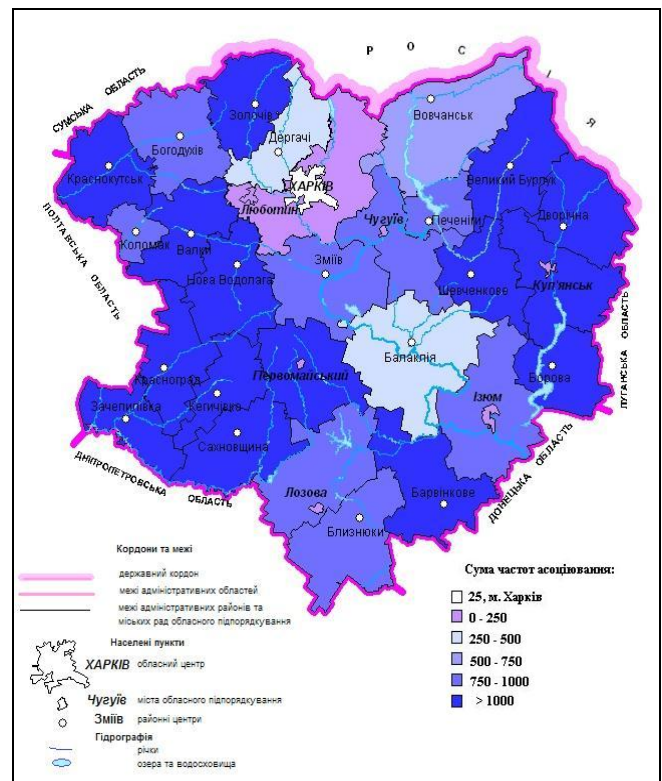 Р О С І Я
СУМСЬКА ОБЛАСТЬ
ПОЛТАВСЬКА ОБЛАСТЬ
ДНІПРОПЕТРОВСЬКА ОБЛАСТЬ
ДОНЕЦЬКА ОБЛАСТЬ
ЛУГАНСЬКА ОБЛАСТЬ
Золочів
Вовчанськ
Дергачі
Богодухів
Краснокутськ
ХАРКІВ
Великий Бурлук
Люботин
Чугуїв
Печеніги
Дворічна
Коломак
Валки
Зміїв
Нова Водолага
Шевченкове
Куп'янськ
Балаклія
Красноград
Первомайський
Борова
Зачепилівка
Кегичівка
Ізюм
Сахновщина
Лозова
Барвінкове
Близнюки
Кордони та межі
державний кордон
межі адміністративних областей
межі адміністративних районів та
міських рад обласного підпорядкування
Населені пункти
ХАРКІВ обласний центр
Чугуїв міста обласного підпорядкування
Зміїв районні центри
Гідрографія
річки
озера та водосховища
Сума частот асоціювання:
25, м. Харків
0 - 250
250 - 500
500 - 750
750 - 1000
> 1000